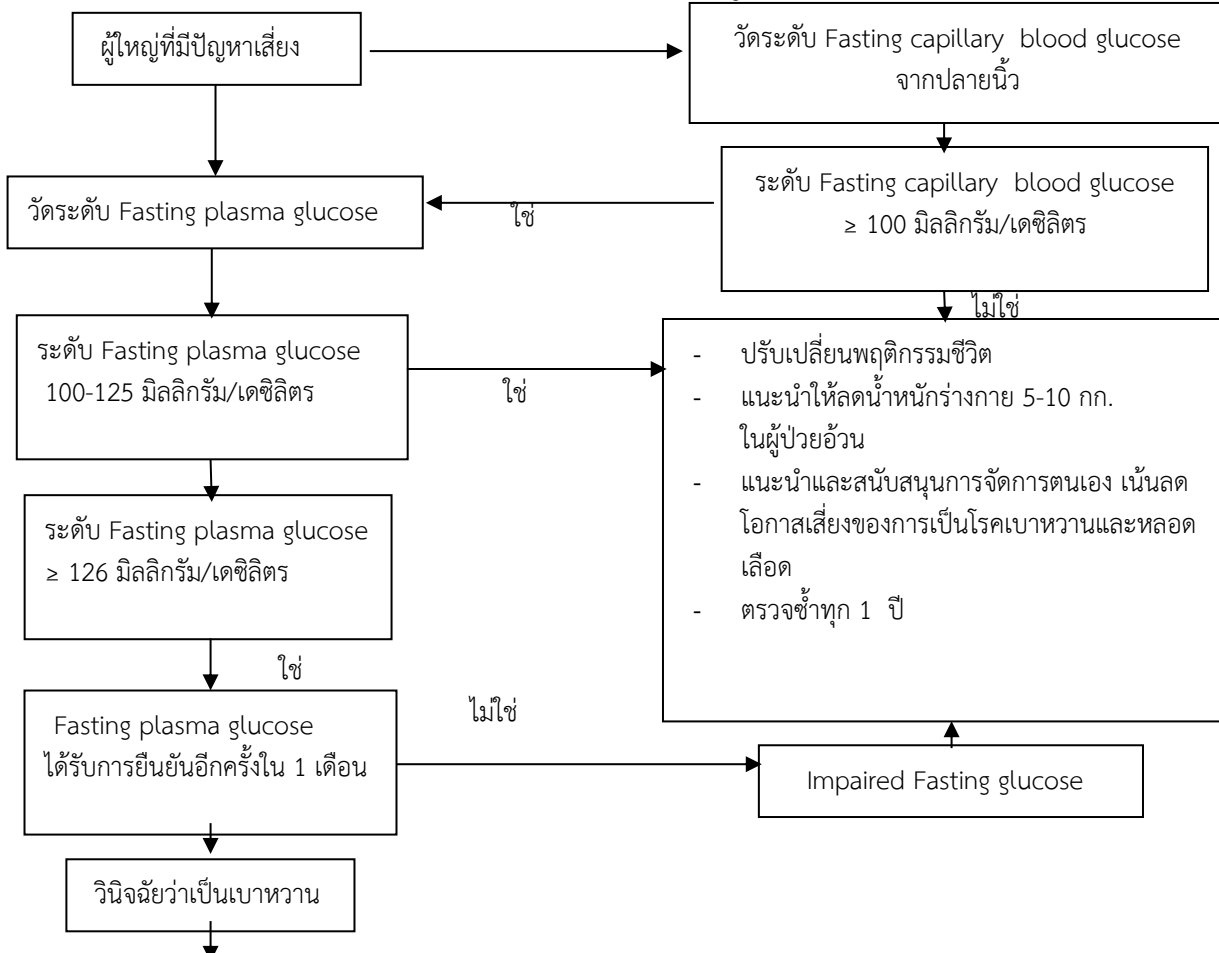 ผู้ใหญ่ที่มีปัญหาเสี่ยง
วัดระดับ Fasting capillary blood glucose
จากปลายนิ้ว
วัดระดับ Fasting plasma glucose
ใช่
ระดับ Fasting capillary blood glucose
≥ 100 มิลลิกรัม/เดซิลิตร
ไม่ใช่
ระดับ Fasting plasma glucose
100-125 มิลลิกรัม/เดซิลิตร
ใช่
- ปรับเปลี่ยนพฤติกรรมชีวิต
- แนะนำให้ลดน้ำหนักร่างกาย 5-10 กก.
ในผู้ป่วยอ้วน
- แนะนำและสนับสนุนการจัดการตนเอง เน้นลด
โอกาสเสี่ยงของการเป็นโรคเบาหวานและหลอด
เลือด
- ตรวจซ้ำทุก 1 ปี
ระดับ Fasting plasma glucose
≥ 126 มิลลิกรัม/เดซิลิตร
ใช่
Fasting plasma glucose
ได้รับการยืนยันอีกครั้งใน 1 เดือน
ไม่ใช่
Impaired Fasting glucose
วินิจฉัยว่าเป็นเบาหวาน